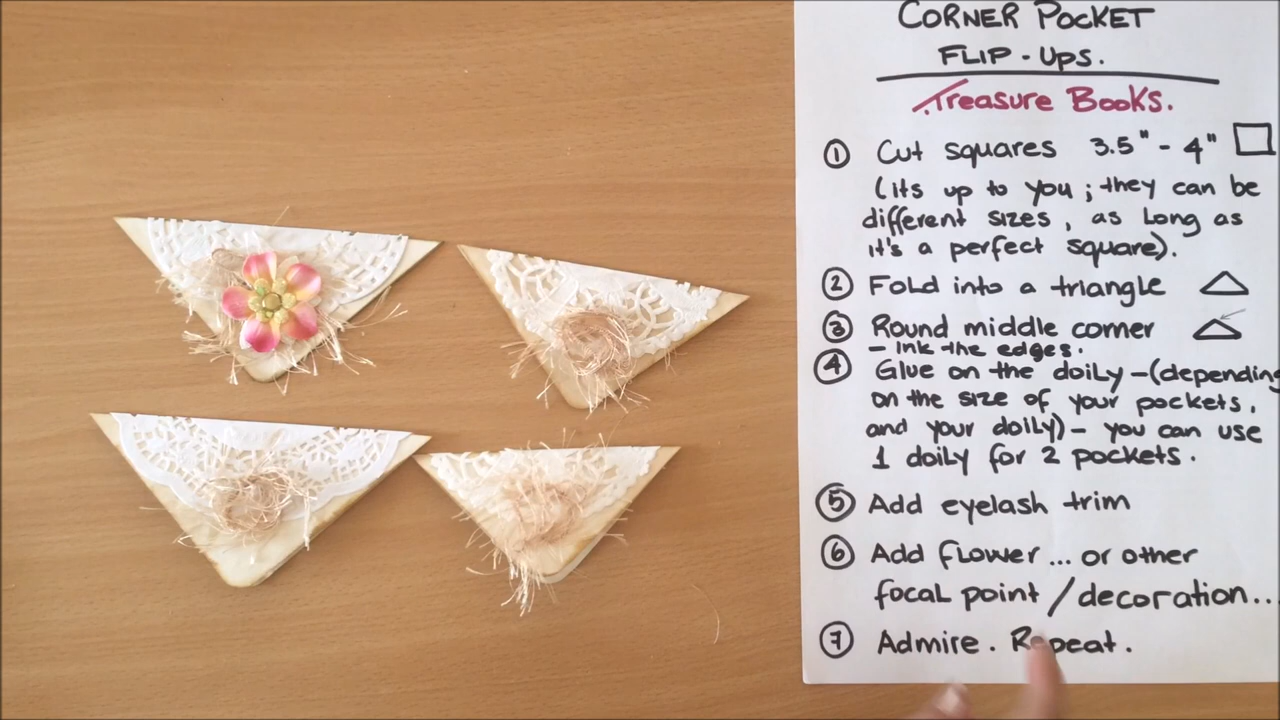 CORNER POCKET
FLIP-UPS.
Treasure Books.
① Cut squares 3.5" - 4"
(its up to you; they can be
different sizes, as long as
it's a perfect square).
② Fold into a triangle
③ Round middle corner
- Ink the edges.
④ Glue on the doily - (depending
on the size of your pockets,
and your doily) - you can use
1 doily for 2 pockets.
⑤ Add eyelash trim
⑥ Add flower... or other
focal point / decoration...
⑦ Admire. Repeat.